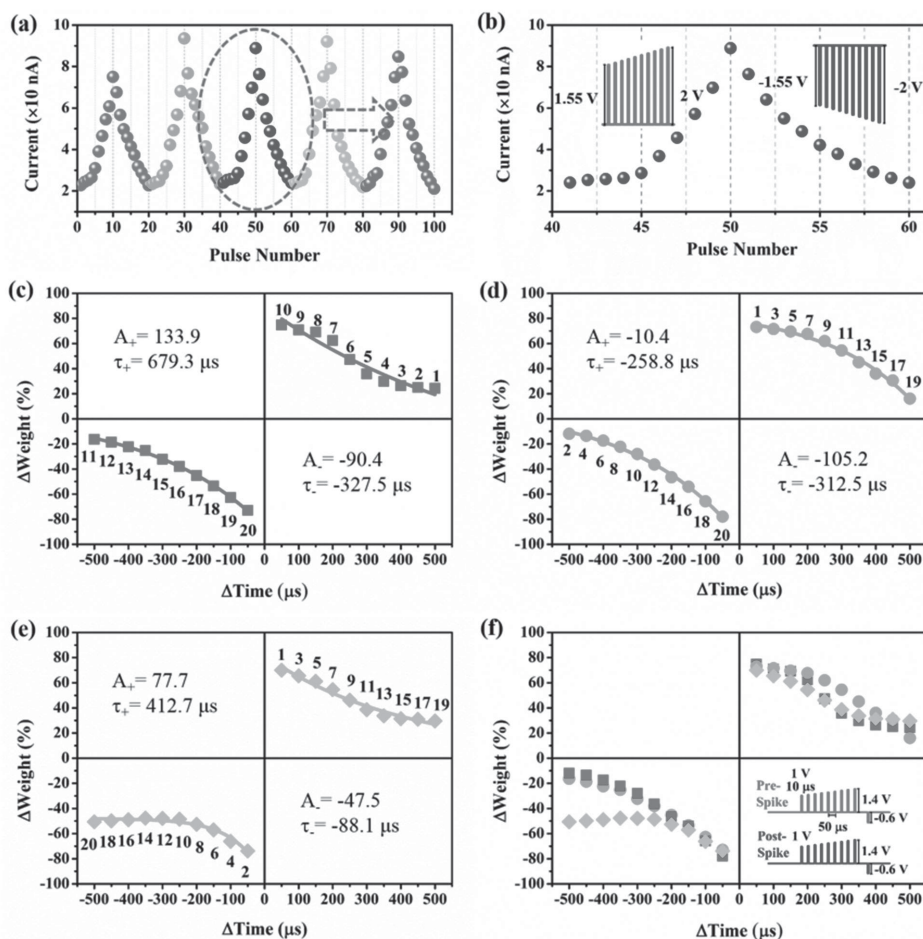 (a)
10
8
6
4
2
Current (×10 nA)
0 10 20 30 40 50 60 70 80 90 100
Pulse Number
(b)
10
8
6
4
2
Current (×10 nA)
1.55 V
2 V
-1.55 V
-2 V
40 45 50 55 60
Pulse Number
(c)
100
80
60
40
20
0
-20
-40
-60
-80
-100
ΔWeight (%)
A+= 133.9
τ+= 679.3 μs
10 9 8 7 6 5 4 3 2 1
11 12 13 14 15 16 17 18 19 20
A-= -90.4
τ-= -327.5 μs
-500 -400 -300 -200 -100 0 100 200 300 400 500
ΔTime (μs)
(d)
100
80
60
40
20
0
-20
-40
-60
-80
-100
ΔWeight (%)
A+= -10.4
τ+= -258.8 μs
1 3 5 7 9 11 13 15 17 19
2 4 6 8 10 12 14 16 18 20
A-= -105.2
τ-= -312.5 μs
-500 -400 -300 -200 -100 0 100 200 300 400 500
ΔTime (μs)
(e)
100
80
60
40
20
0
-20
-40
-60
-80
-100
ΔWeight (%)
A+= 77.7
τ+= 412.7 μs
1 3 5 7 9 11 13 15 17 19
20 18 16 14 12 10 8 6 4 2
A-= -47.5
τ-= -88.1 μs
-500 -400 -300 -200 -100 0 100 200 300 400 500
ΔTime (μs)
(f)
100
80
60
40
20
0
-20
-40
-60
-80
-100
ΔWeight (%)
1 V
Pre- 10 μs
Spike
1.4 V
-0.6 V
50 μs
Post- 1 V
Spike
1.4 V
-0.6 V
-500 -400 -300 -200 -100 0 100 200 300 400 500
ΔTime (μs)